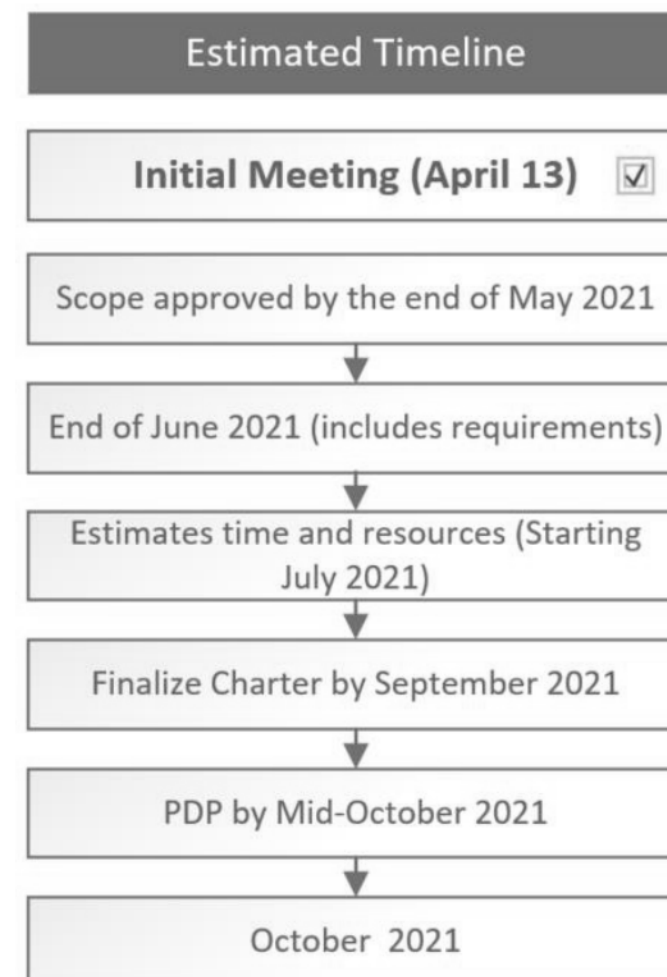 Estimated Timeline
Initial Meeting (April 13)
Scope approved by the end of May 2021
End of June 2021 (includes requirements)
Estimates time and resources (Starting
July 2021)
Finalize Charter by September 2021
PDP by Mid-October 2021
October 2021